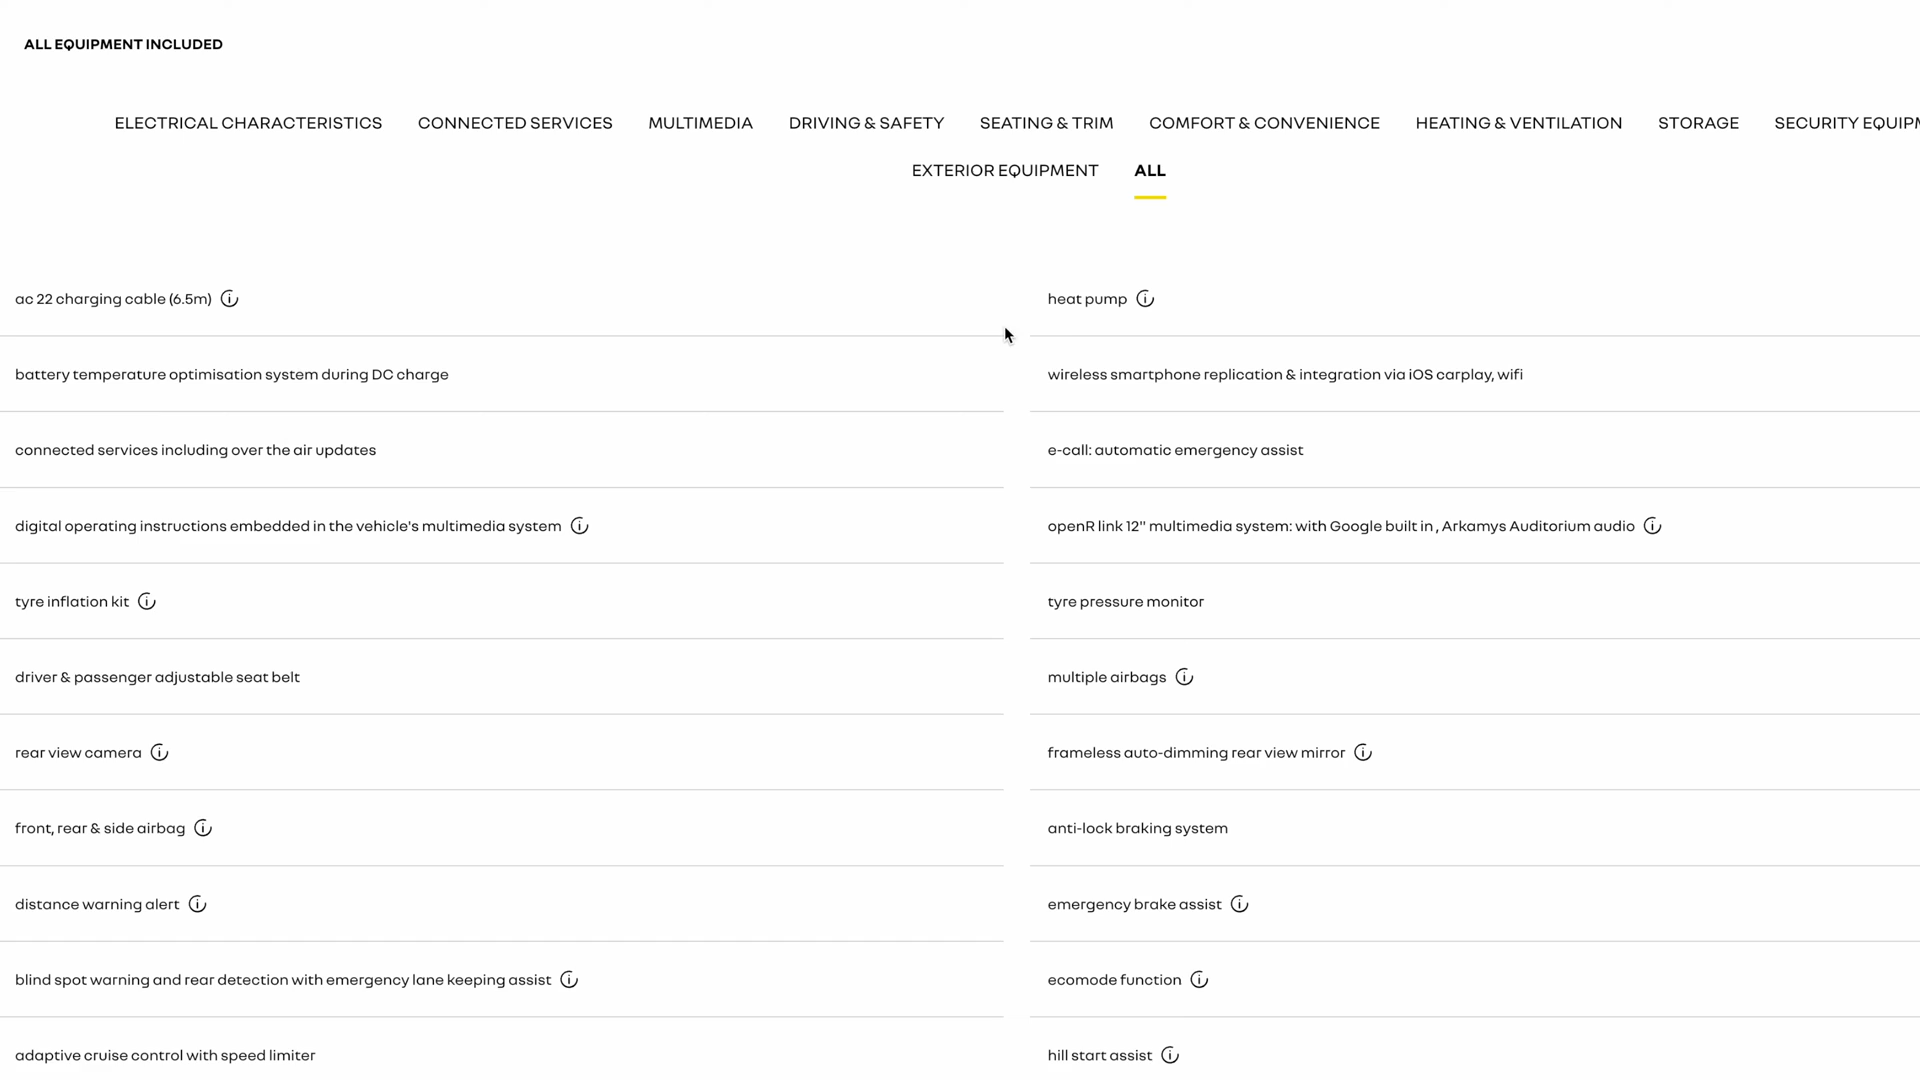 ALL EQUIPMENT INCLUDED
ELECTRICAL CHARACTERISTICS CONNECTED SERVICES MULTIMEDIA DRIVING & SAFETY SEATING & TRIM COMFORT & CONVENIENCE HEATING & VENTILATION STORAGE SECURITY
EXTERIOR EQUIPMENT ALL
ac 22 charging cable (6.5m) heat pump
battery temperature optimisation system during DC charge wireless smartphone replication & integration via iOS carplay, wifi
connected services including over the air updates e-call: automatic emergency assist
digital operating instructions embedded in the vehicle's multimedia system openR link 12" multimedia system: with Google built in , Arkamys Auditorium audio
tyre inflation kit tyre pressure monitor
driver & passenger adjustable seat belt multiple airbags
rear view camera frameless auto-dimming rear view mirror
front, rear & side airbag anti-lock braking system
distance warning alert emergency brake assist
blind spot warning and rear detection with emergency lane keeping assist ecomode function
adaptive cruise control with speed limiter hill start assist